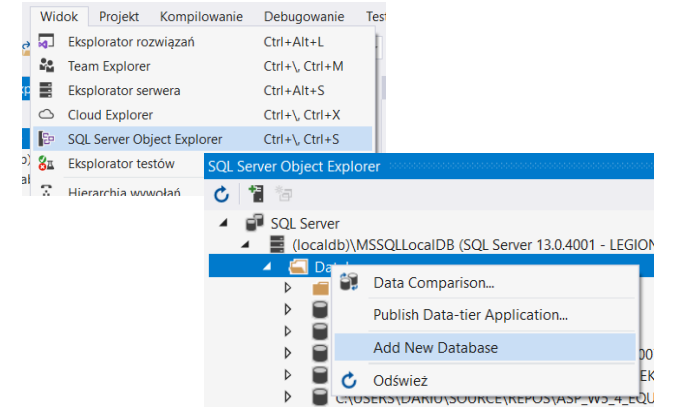 Widok Projekt Kompilowanie Debugowanie
Eksplorator rozwiązań Ctrl+Alt+L
Team Explorer Ctrl+\, Ctrl+M
Eksplorator serwera Ctrl+Alt+S
Cloud Explorer Ctrl+\, Ctrl+X
SQL Server Object Explorer Ctrl+\, Ctrl+S
Eksplorator testów
Hierarchia wywołań
SQL Server Object Explorer
SQL Server
(localdb)\MSSQLLocalDB (SQL Server 13.0.4001 - LEGION
Data Comparison...
Publish Data-tier Application...
Add New Database
Odśwież
C:\USERS\DARIU\SOURCE\REPOS\ASP_W5_4_EQU